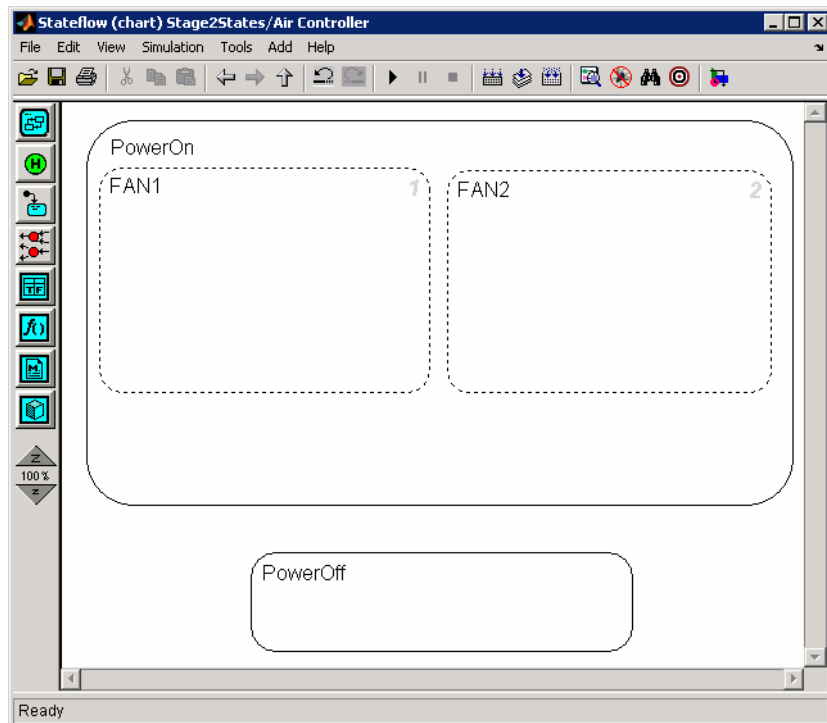 Stateflow (chart) Stage2States/Air Controller
File Edit View Simulation Tools Add Help
PowerOn
FAN1 1
FAN2 2
H
TF
f()
M
Z
100 %
z
PowerOff
Ready